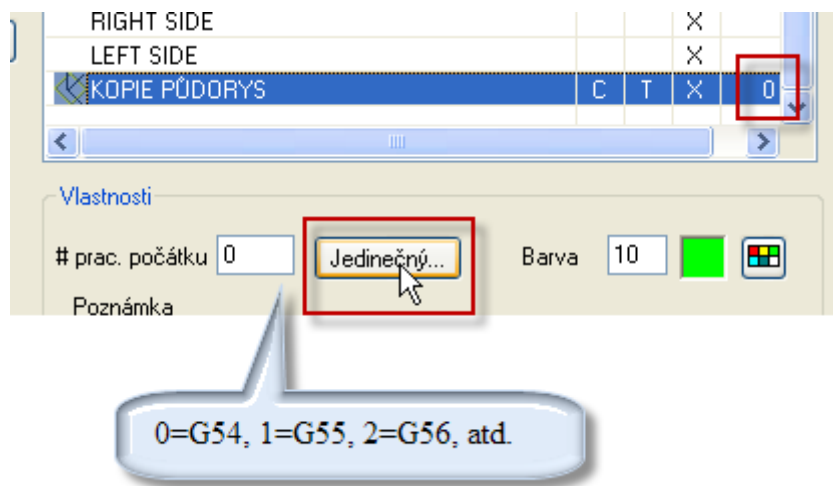 RIGHT SIDE X
LEFT SIDE X
KOPIE PŮDORYS C T X 0
Vlastnosti
# prac. počátku 0 Jedinečný... Barva 10
Poznámka
0=G54, 1=G55, 2=G56, atd.